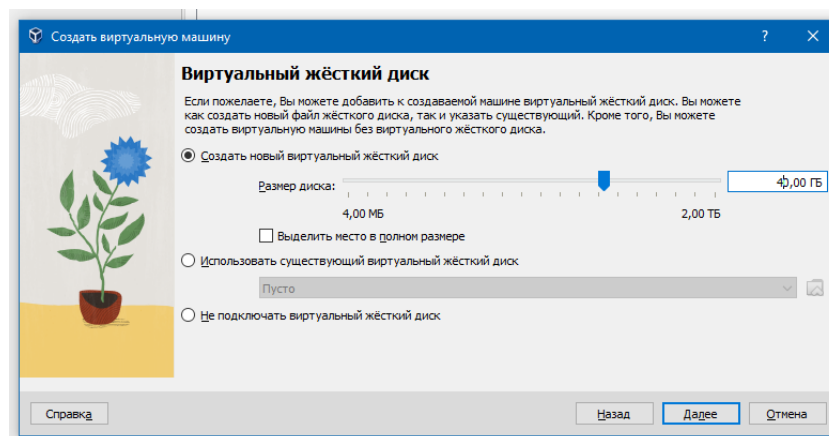 Создать виртуальную машину
Виртуальный жёсткий диск
Если пожелаете, Вы можете добавить к создаваемой машине виртуальный жёсткий диск. Вы можете
как создать новый файл жёсткого диска, так и указать существующий. Кроме того, Вы можете
создать виртуальную машины без виртуального жёсткого диска.
Создать новый виртуальный жёсткий диск
Размер диска:
40,00 ГБ
4,00 МБ 2,00 ТБ
Выделить место в полном размере
Использовать существующий виртуальный жёсткий диск
Пусто
Не подключать виртуальный жёсткий диск
Справка Назад Далее Отмена